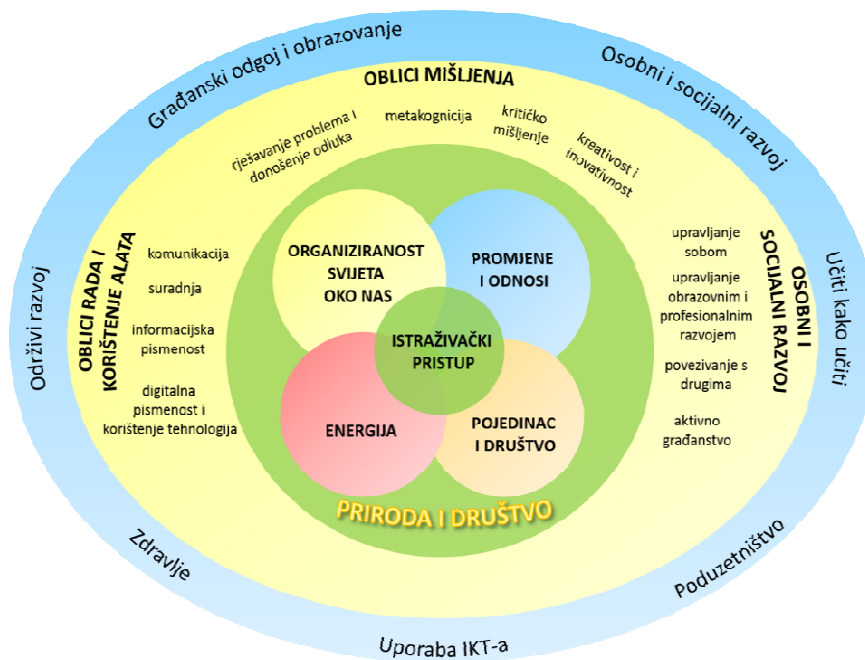 Građanski odgoj i obrazovanje
Osobni i socijalni razvoj
Učiti kako učiti
Poduzetništvo
Uporaba IKT-a
Zdravlje
Održivi razvoj
OBLICI MIŠLJENJA
rješavanje problema i
donošenje odluka
metakognicija
kritičko
mišljenje
kreativost i
inovativnost
OBLICI RADA I
KORIŠTENJE ALATA
komunikacija
suradnja
informacijska
pismenost
digitalna
pismenost i
korištenje tehnologija
OSOBNI I
SOCIJALNI RAZVOJ
upravljanje
sobom
upravljanje
obrazovnim i
profesionalnim
razvojem
povezivanje s
drugima
aktivno
građanstvo
ORGANIZIRANOST
SVIJETA
OKO NAS
PROMJENE
I ODNOSI
ISTRAŽIVAČKI
PRISTUP
ENERGIJA
POJEDINAC
I DRUŠTVO
PRIRODA I DRUŠTVO